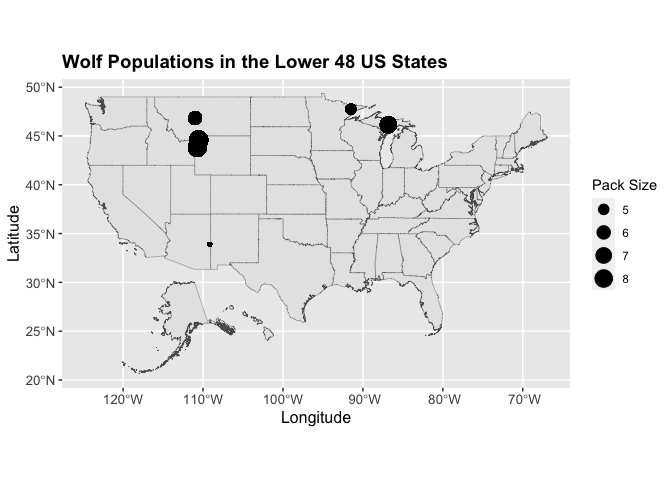 Wolf Populations in the Lower 48 US States
50°N
45°N
40°N
35°N
30°N
25°N
20°N
Latitude
120°W 110°W 100°W 90°W 80°W 70°W
Longitude
Pack Size
5
6
7
8